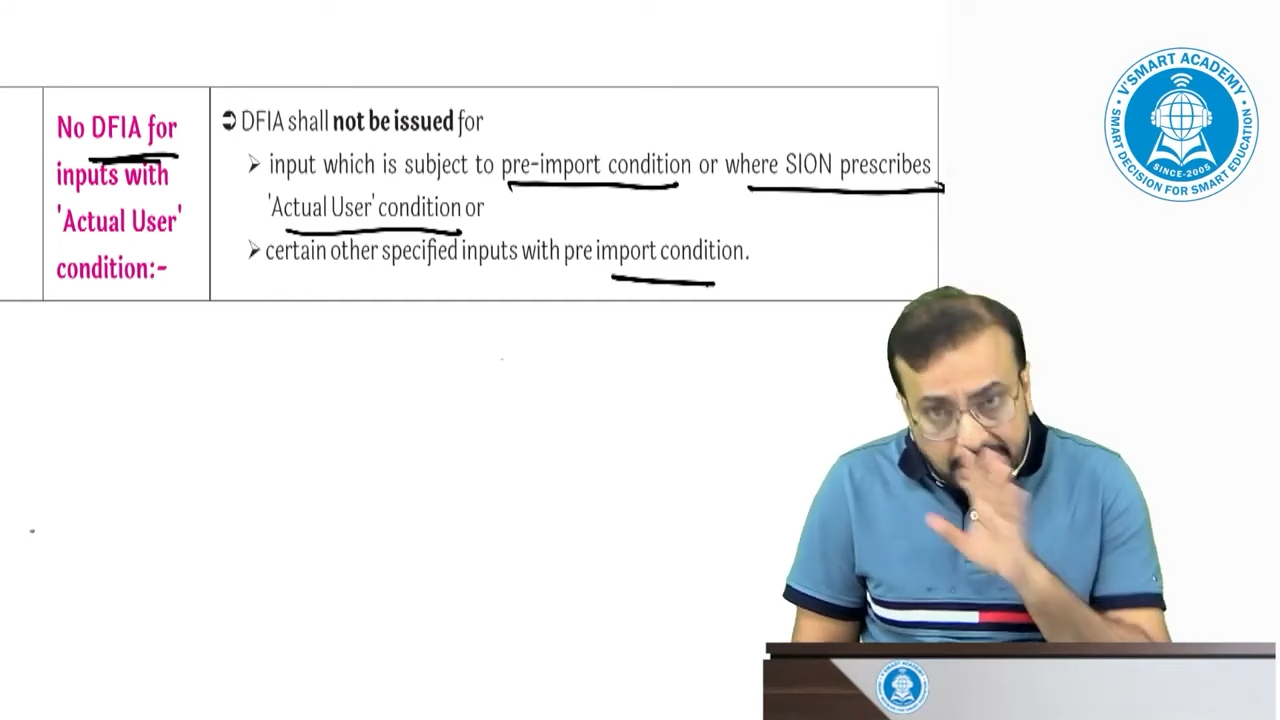 No DFIA for
inputs with
'Actual User'
condition:-
➲ DFIA shall not be issued for
➢ input which is subject to pre-import condition or where SION prescribes
'Actual User' condition or
➢ certain other specified inputs with pre import condition.
V'SMART ACADEMY
SINCE-2005
SMART DECISION FOR SMART EDUCATION